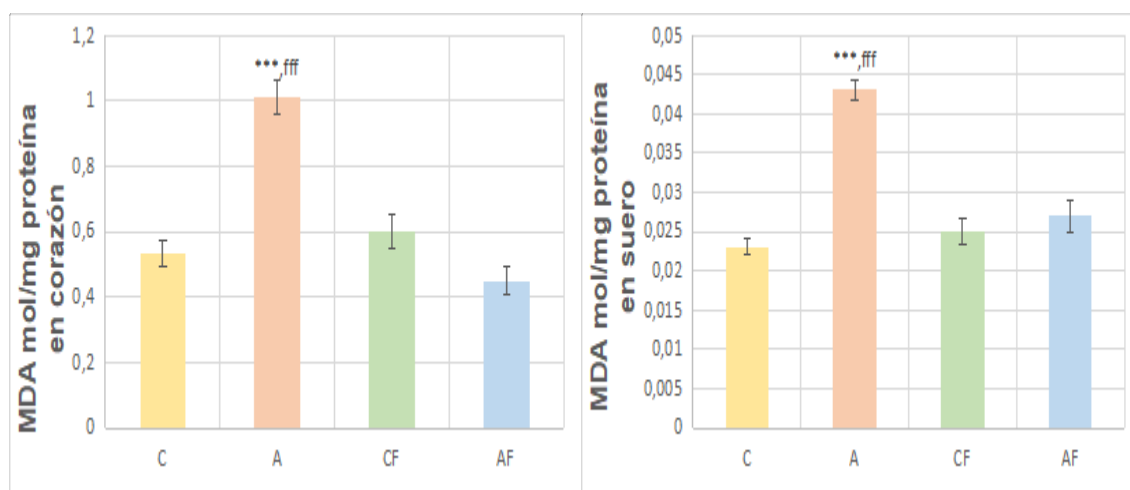 MDA mol/mg proteína
en corazón
1,2
1
0,8
0,6
0,4
0,2
0
***,fff
C A CF AF
MDA mol/mg proteína
en suero
0,05
0,045
0,04
0,035
0,03
0,025
0,02
0,015
0,01
0,005
0
***,fff
C A CF AF